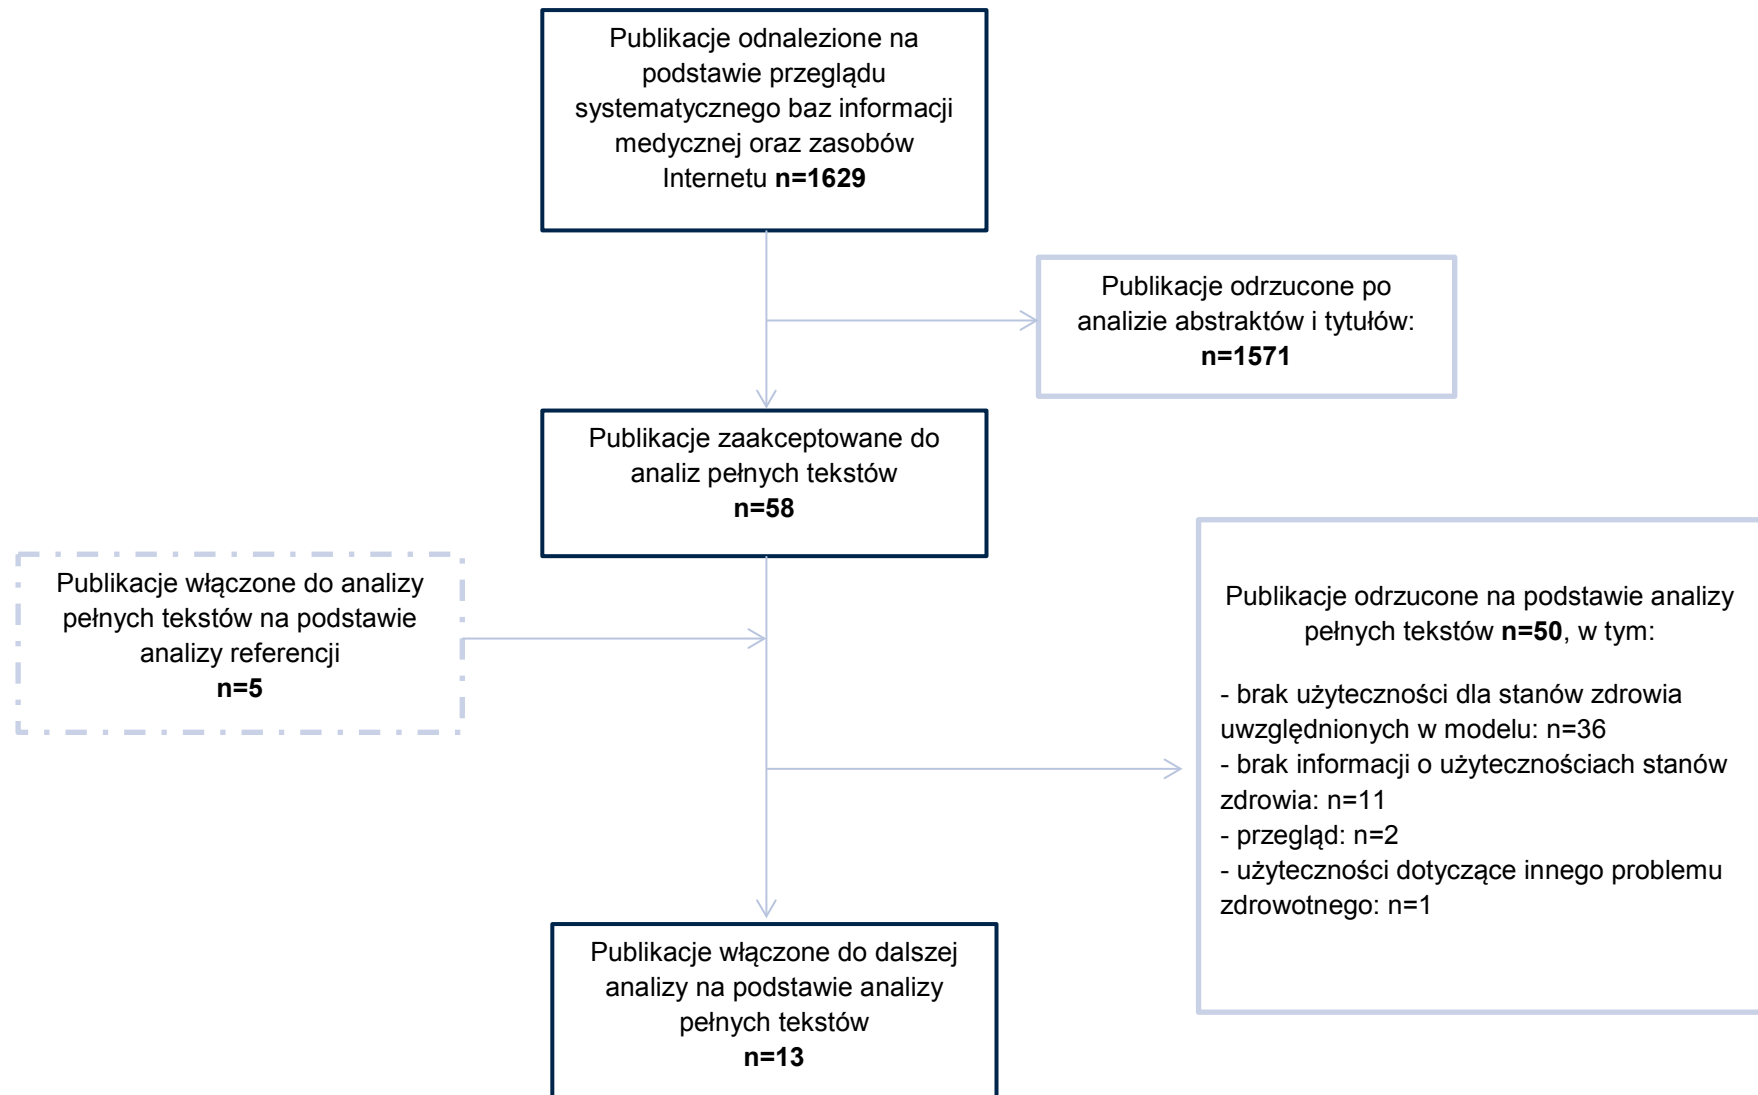 Publikacje odnalezione na
podstawie przeglądu
systematycznego baz informacji
medycznej oraz zasobów
Internetu n=1629
Publikacje odrzucone po
analizie abstraktów i tytułów:
n=1571
Publikacje zaakceptowane do
analiz pełnych tekstów
n=58
Publikacje włączone do analizy
pełnych tekstów na podstawie
analizy referencji
n=5
Publikacje odrzucone na podstawie analizy
pełnych tekstów n=50, w tym:
- brak użyteczności dla stanów zdrowia
uwzględnionych w modelu: n=36
- brak informacji o użytecznościach stanów
zdrowia: n=11
- przegląd: n=2
- użyteczności dotyczące innego problemu
zdrowotnego: n=1
Publikacje włączone do dalszej
analizy na podstawie analizy
pełnych tekstów
n=13